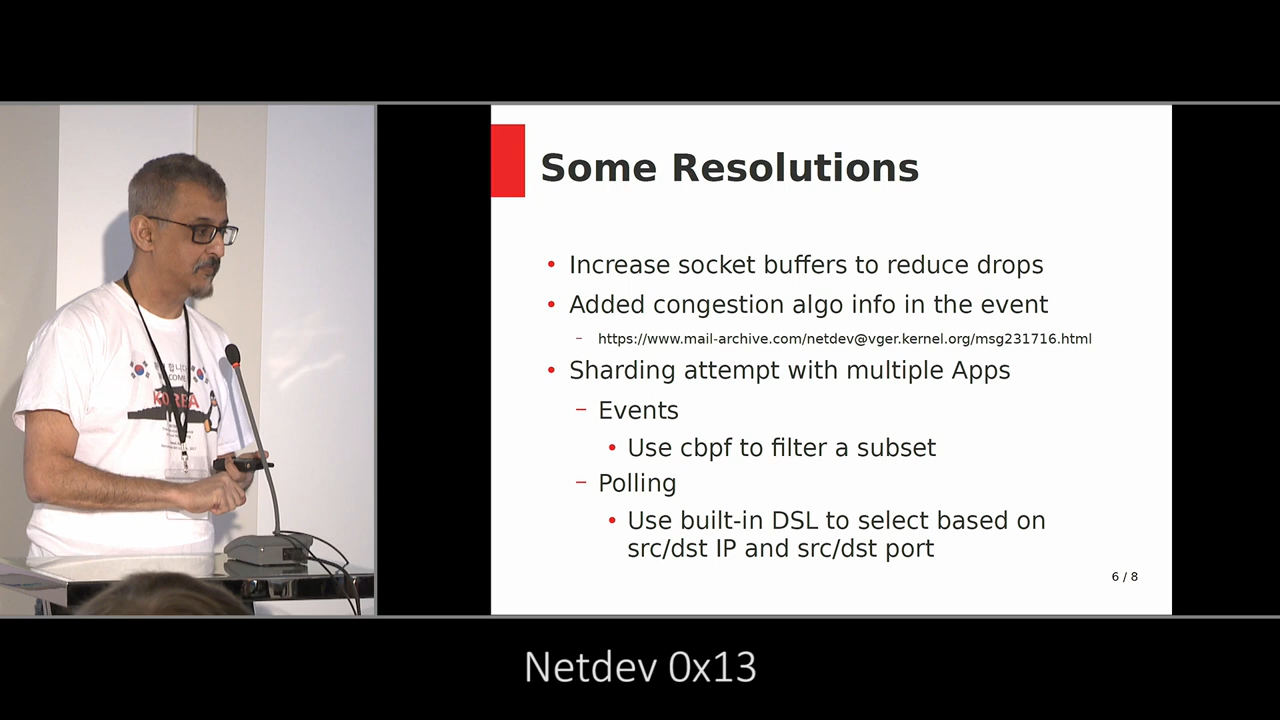 Some Resolutions
• Increase socket buffers to reduce drops
• Added congestion algo info in the event
– https://www.mail-archive.com/netdev@vger.kernel.org/msg231716.html
• Sharding attempt with multiple Apps
– Events
• Use cbpf to filter a subset
– Polling
• Use built-in DSL to select based on
src/dst IP and src/dst port
6 / 8
KOREA
Netdev 0x13